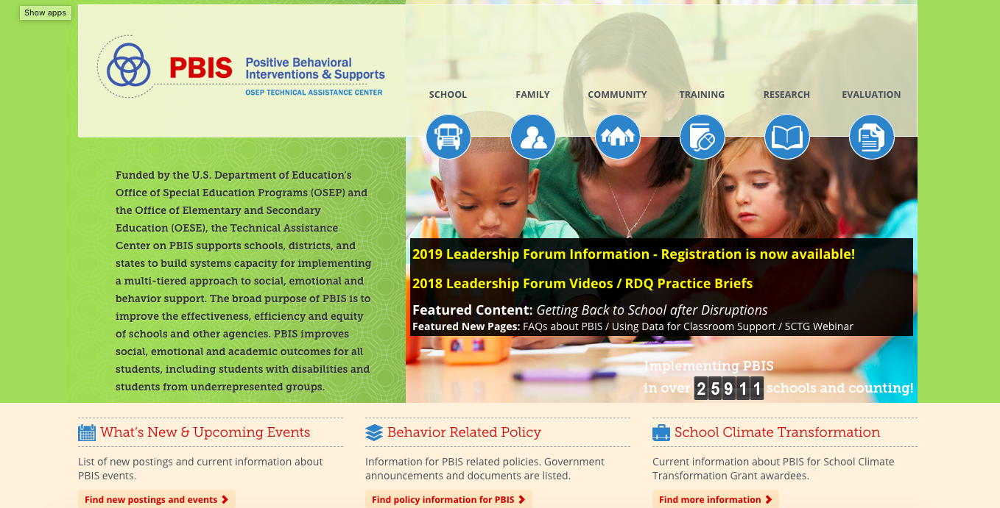 Show apps
PBIS
Positive Behavioral
Interventions & Supports
OSEP TECHNICAL ASSISTANCE CENTER
SCHOOL FAMILY COMMUNITY TRAINING RESEARCH EVALUATION
Funded by the U.S. Department of Education's
Office of Special Education Programs (OSEP) and
the Office of Elementary and Secondary
Education (OESE), the Technical Assistance
Center on PBIS supports schools, districts, and
states to build systems capacity for implementing
a multi-tiered approach to social, emotional and
behavior support. The broad purpose of PBIS is to
improve the effectiveness, efficiency and equity
of schools and other agencies. PBIS improves
social, emotional and academic outcomes for all
students, including students with disabilities and
students from underrepresented groups.
2019 Leadership Forum Information - Registration is now available!
2018 Leadership Forum Videos / RDQ Practice Briefs
Featured Content: Getting Back to School after Disruptions
Featured New Pages: FAQs about PBIS / Using Data for Classroom Support / SCTG Webinar
Implementing PBIS
in over 25911 schools and counting!
What's New & Upcoming Events
List of new postings and current information about
PBIS events.
Find new postings and events
Behavior Related Policy
Information for PBIS related policies. Government
announcements and documents are listed.
Find policy information for PBIS
School Climate Transformation
Current information about PBIS for School Climate
Transformation Grant awardees.
Find more information